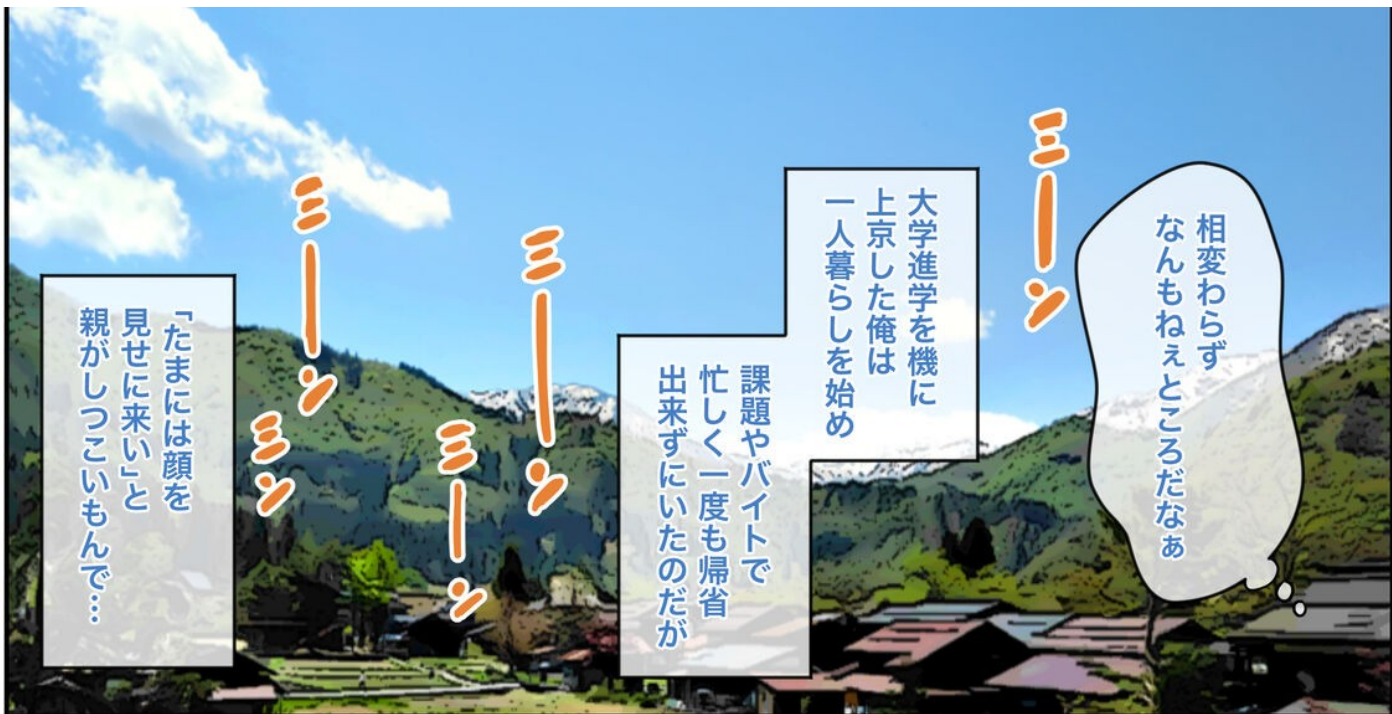 相変わらず
なんもねぇところだなぁ
ミーン
大学進学を機に
上京した俺は
一人暮らしを始め
課題やバイトで
忙しく一度も帰省
出来ずにいたのだが
ミーン
ミーン
ミーン
ミン
「たまには顔を
見せに来い」と
親がしつこいもんで…